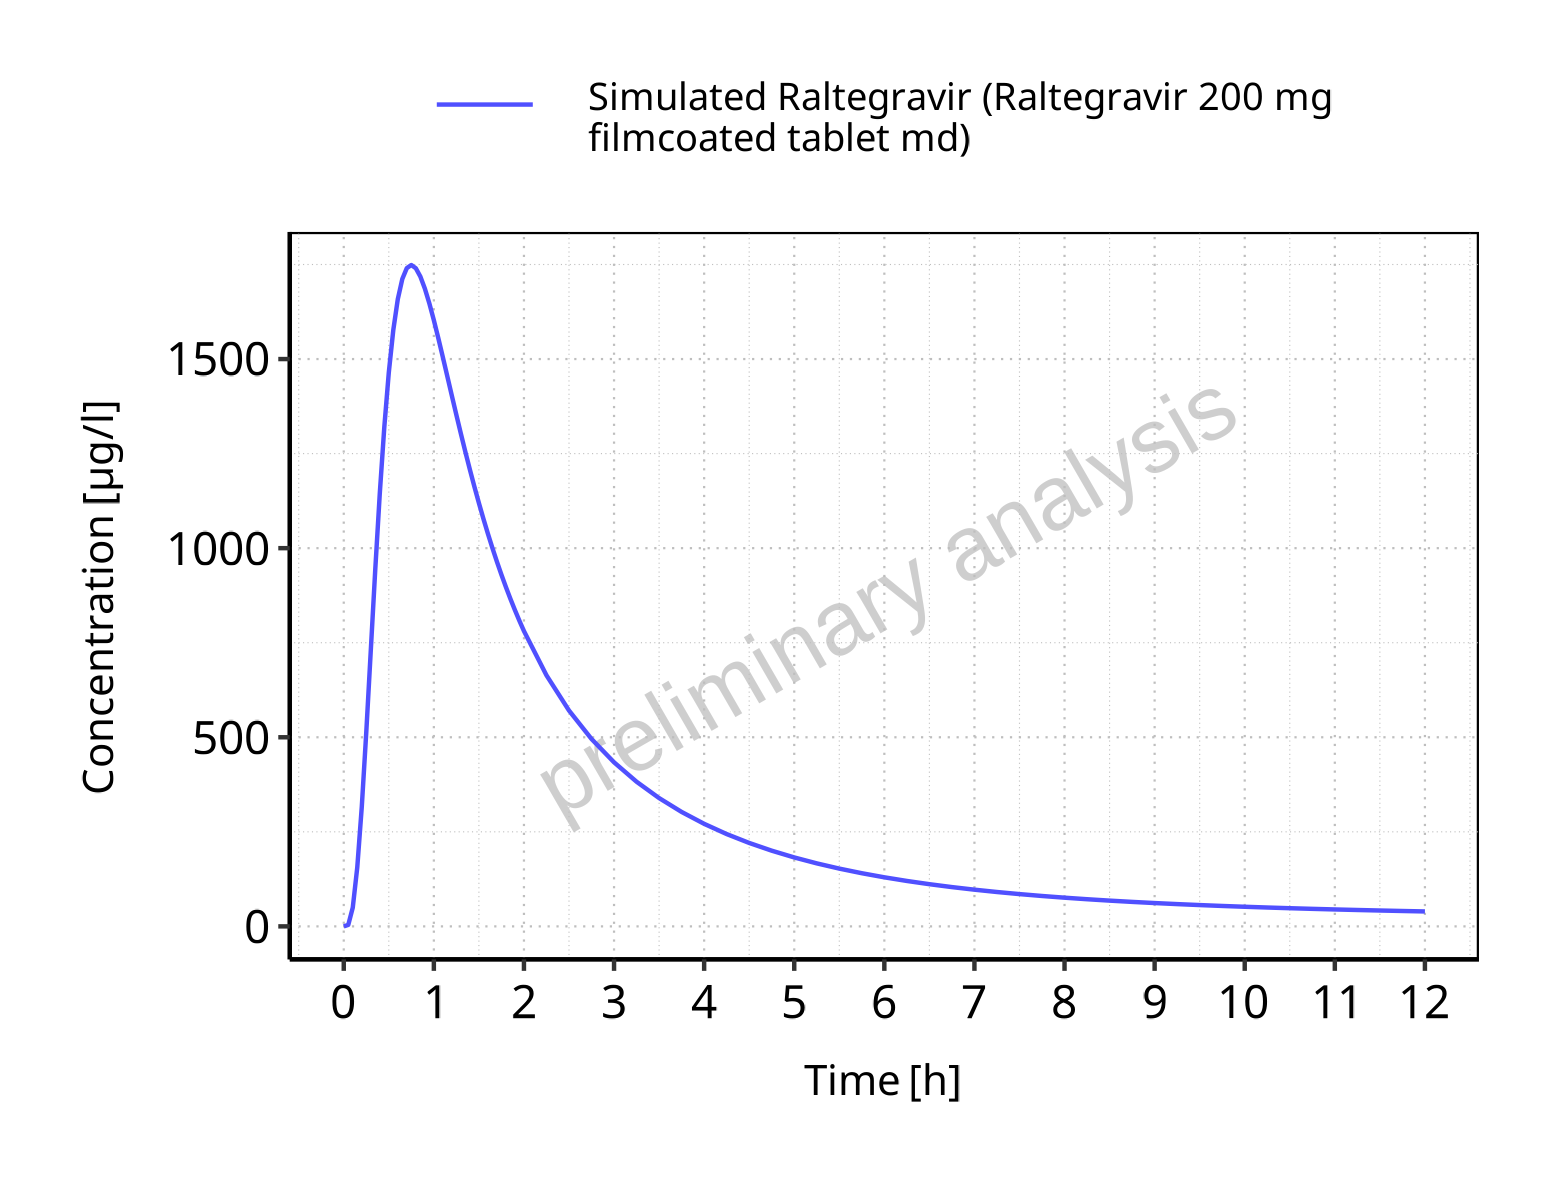 Simulated Raltegravir (Raltegravir 200 mg
filmcoated tablet md)
1500
1000
500
0
Concentration [µg/l]
preliminary analysis
0 1 2 3 4 5 6 7 8 9 10 11 12
Time [h]